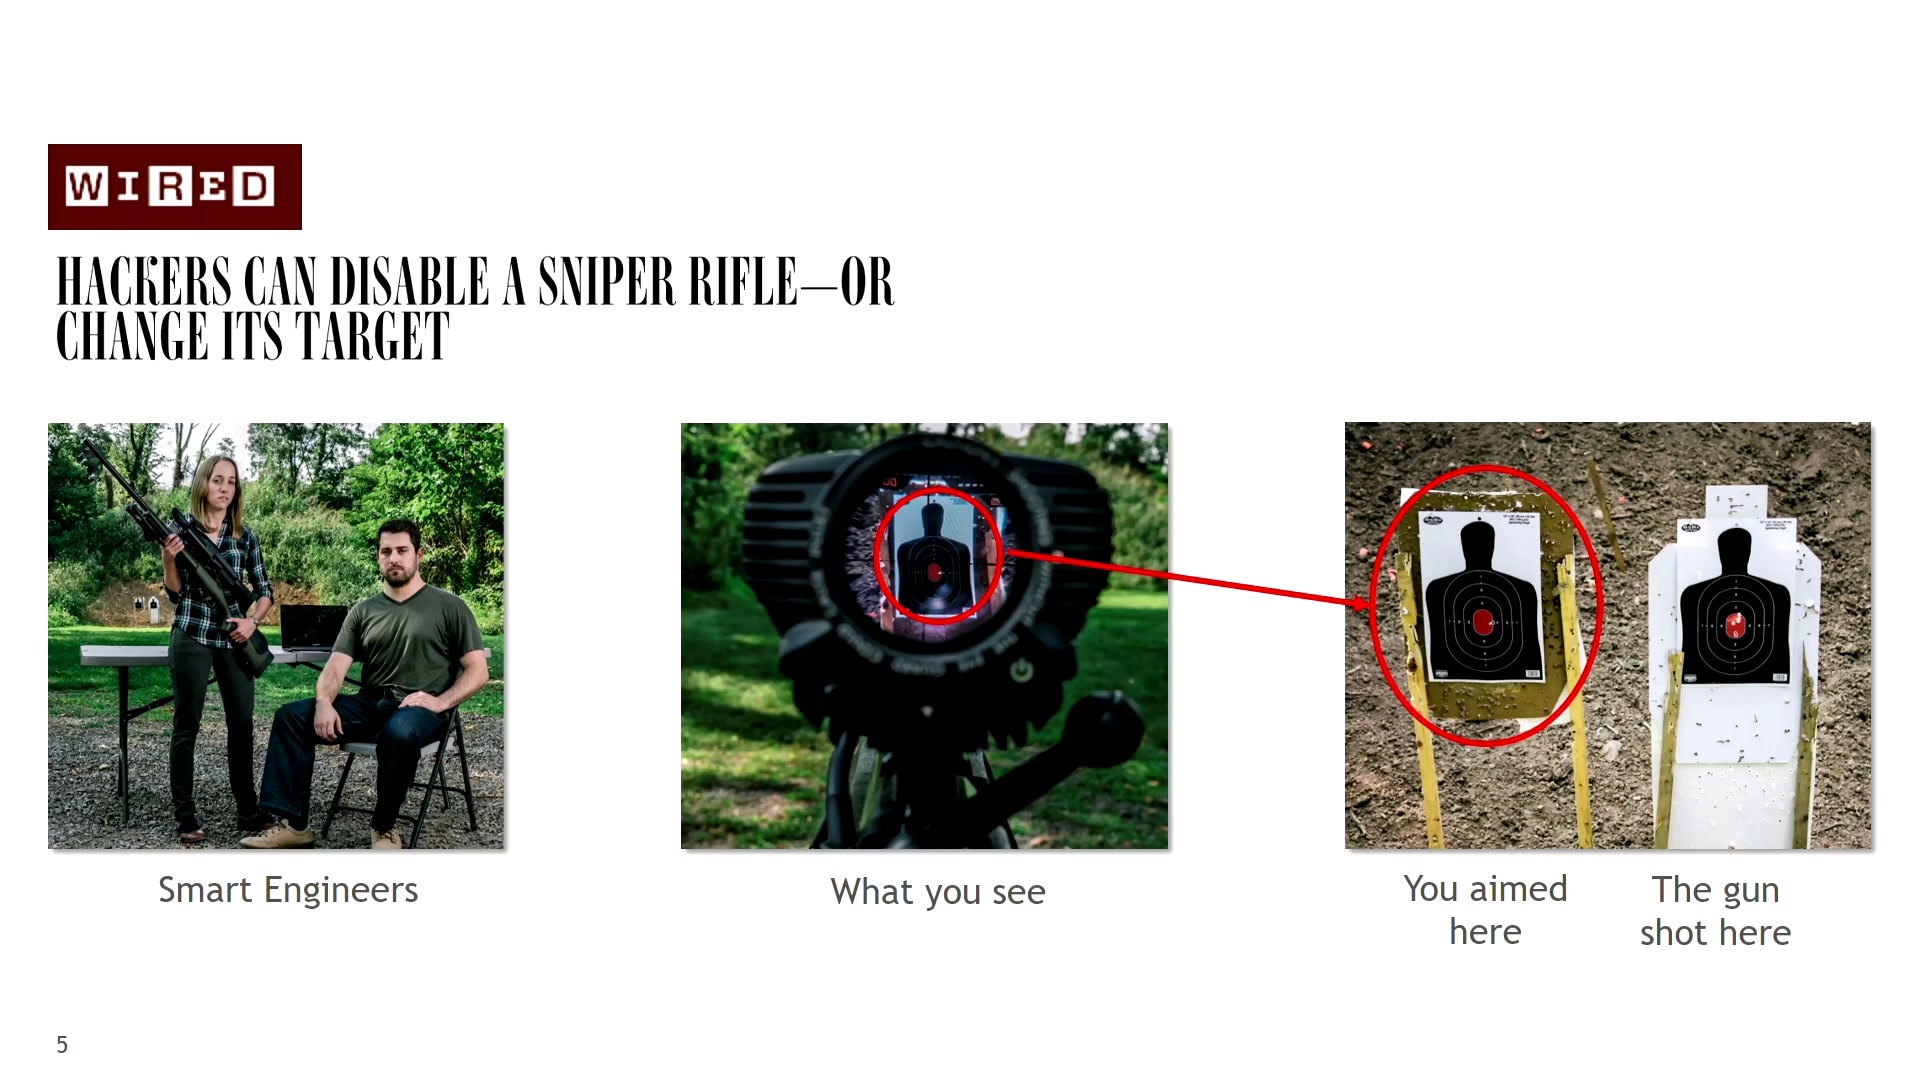 WIRED
HACKERS CAN DISABLE A SNIPER RIFLE—OR
CHANGE ITS TARGET
Smart Engineers
What you see
You aimed
here
The gun
shot here
5